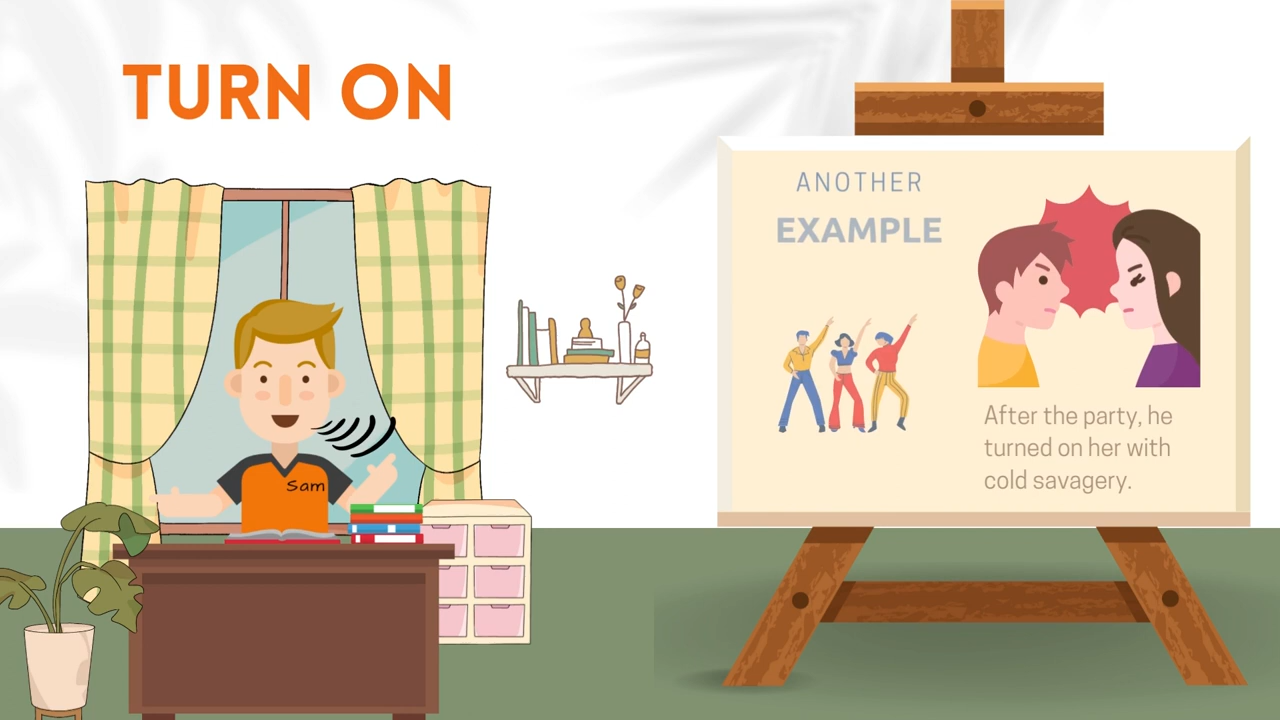 TURN ON
Sam
ANOTHER
EXAMPLE
After the party, he
turned on her with
cold savagery.